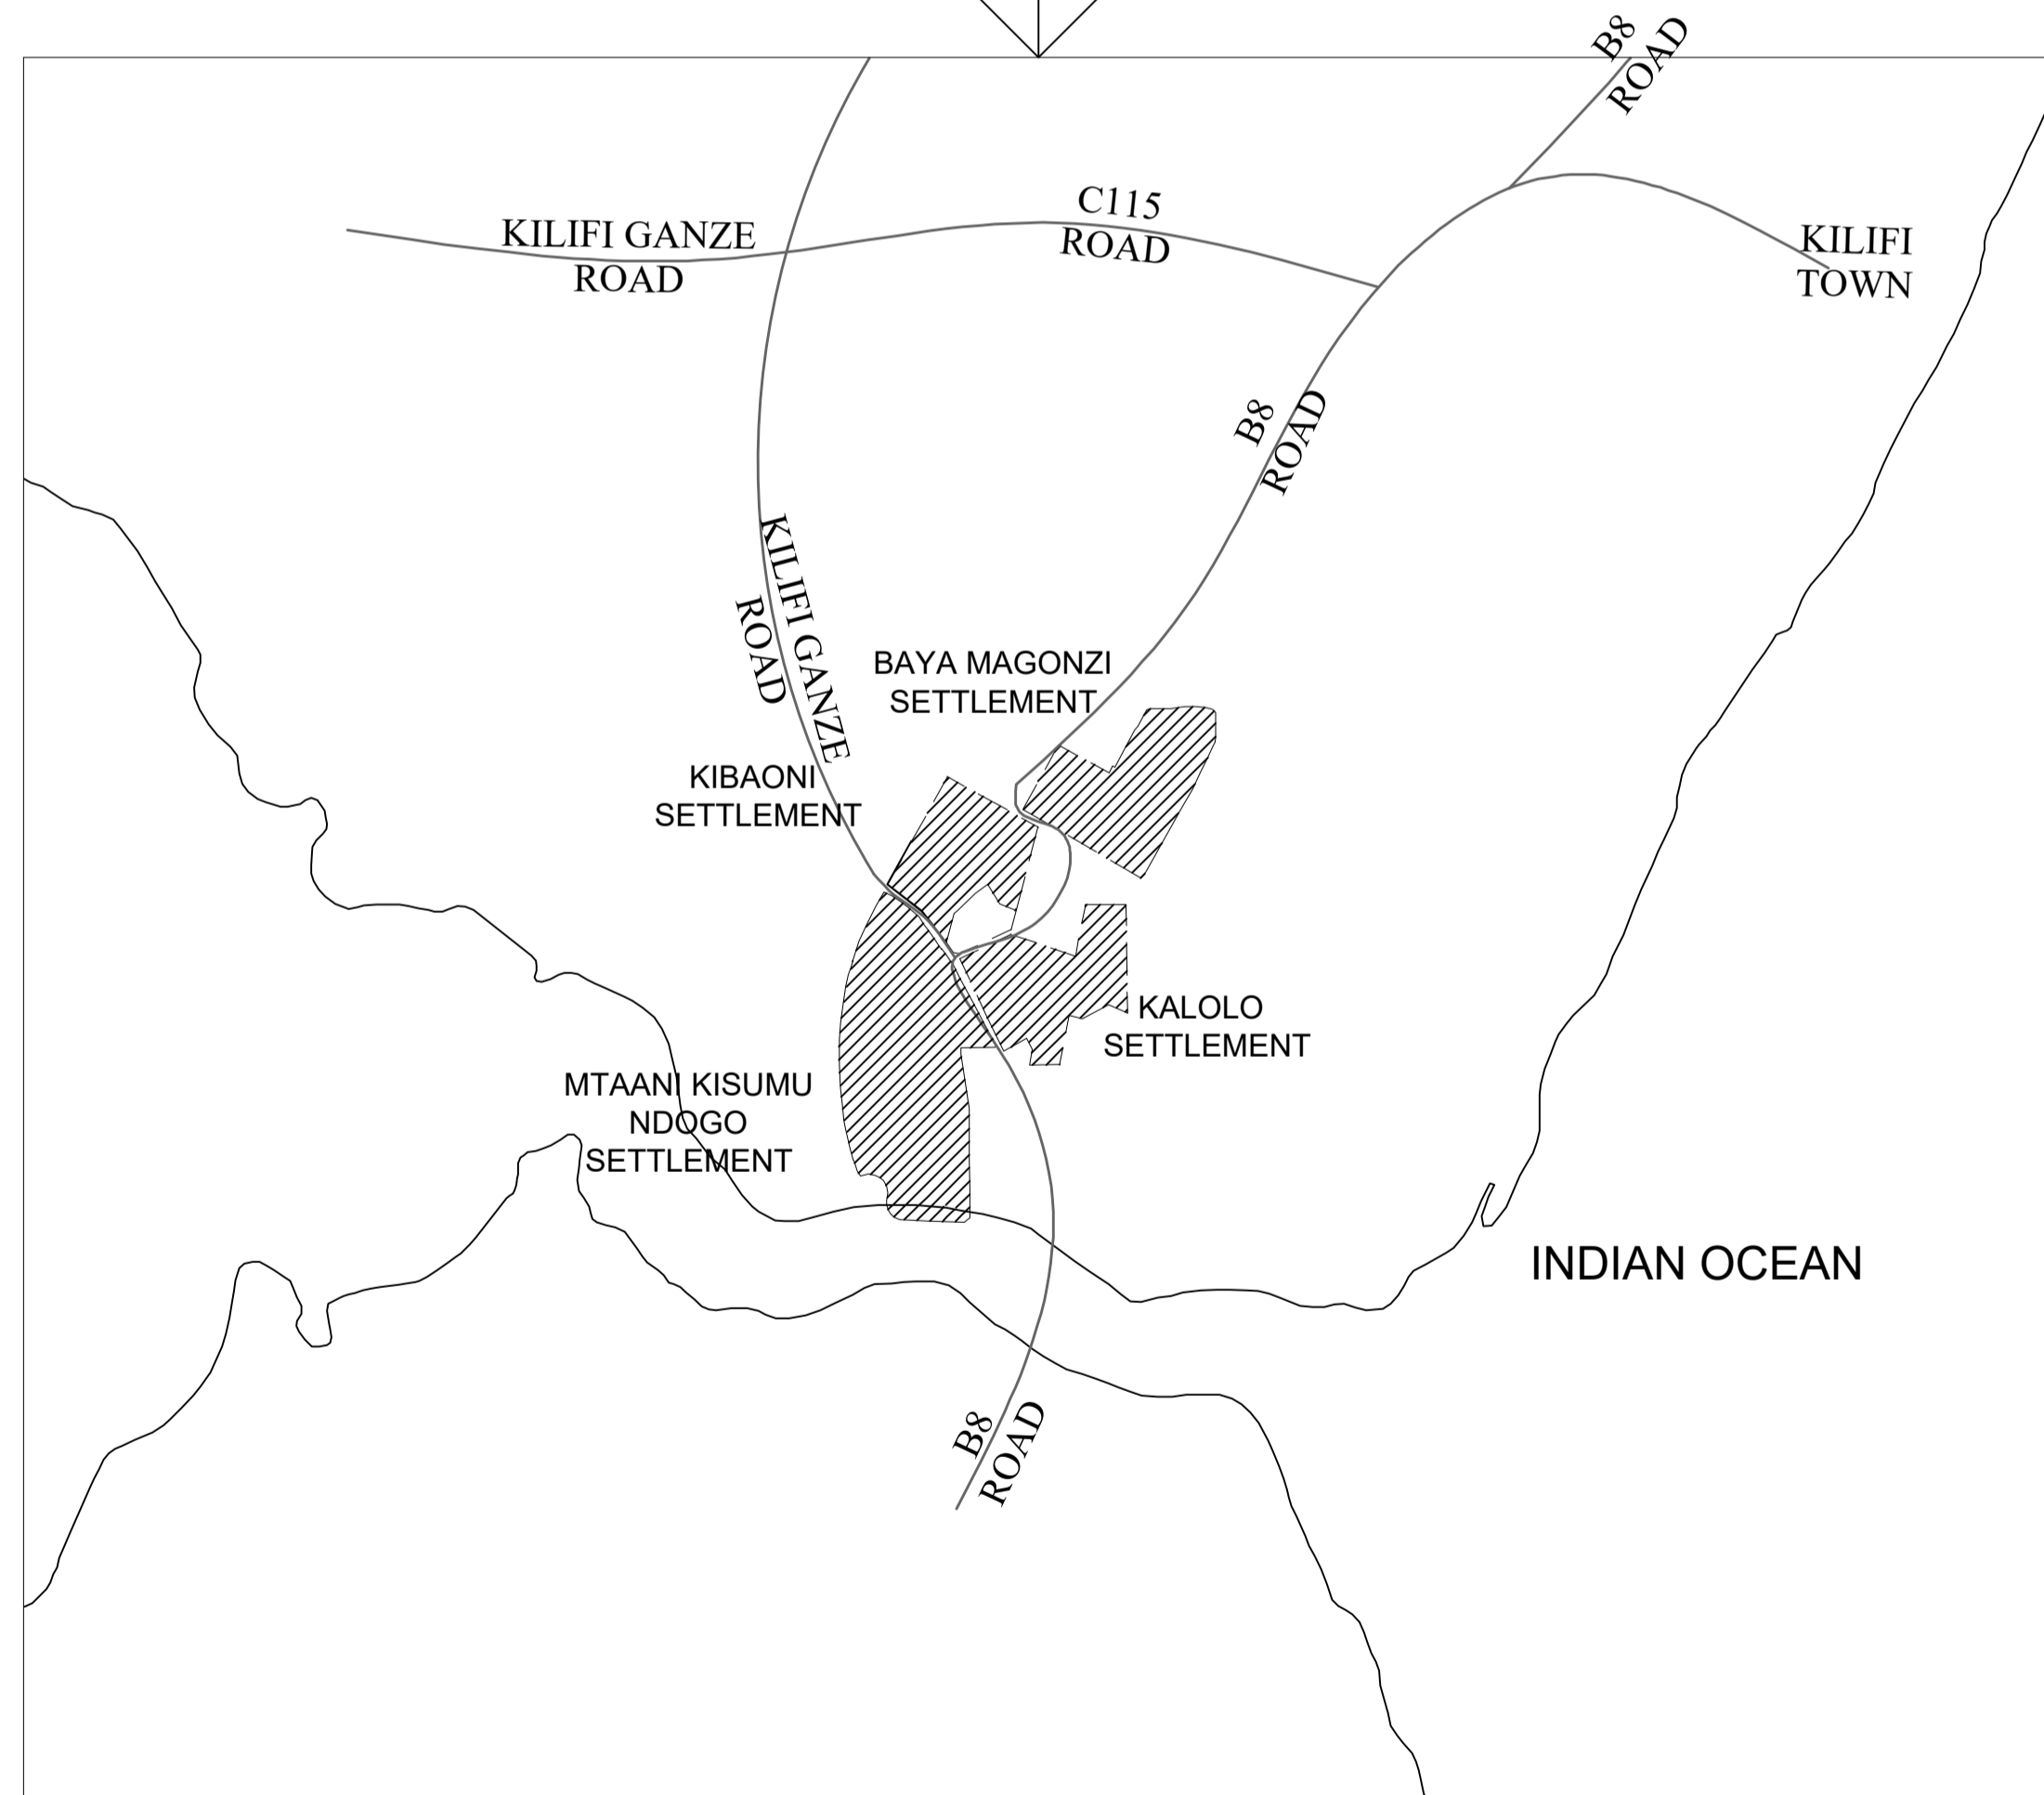 B8
ROAD
C115
ROAD
KILIFI GANZE
ROAD
KILIFI
TOWN
B8
ROAD
KILIFI GANZE
ROAD
BAYA MAGONZI
SETTLEMENT
KIBAONI
SETTLEMENT
KALOLO
SETTLEMENT
MTAANI KISUMU
NDOGO
SETTLEMENT
INDIAN OCEAN
B8
ROAD